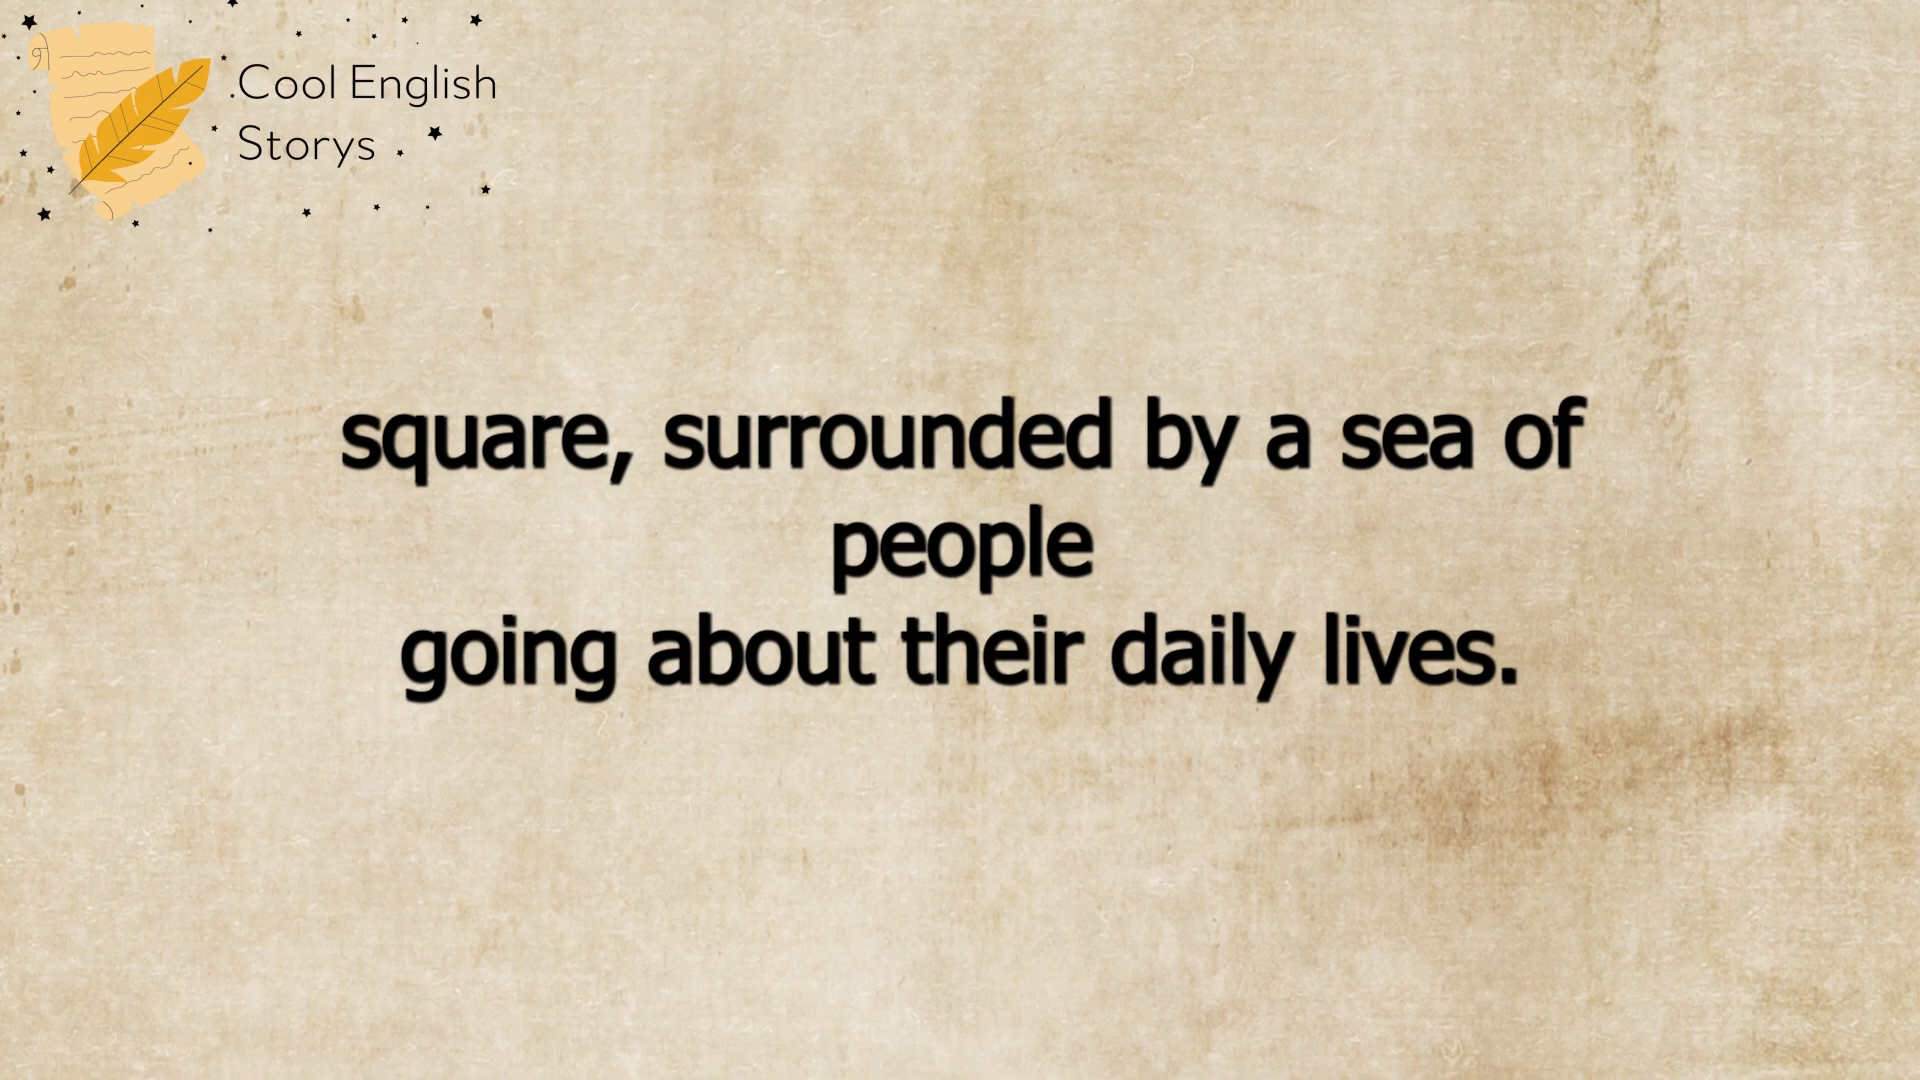 .Cool English
Storys
square, surrounded by a sea of
people
going about their daily lives.